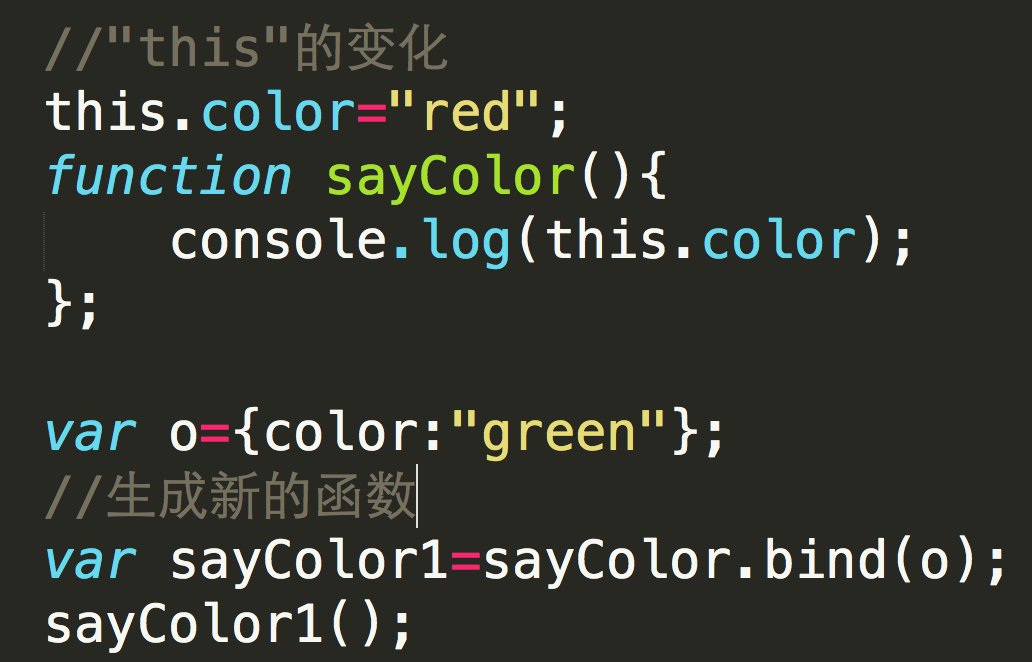 //"this"的变化
this.color="red";
function sayColor(){
    console.log(this.color);
};

var o={color:"green"};
//生成新的函数
var sayColor1=sayColor.bind(o);
sayColor1();